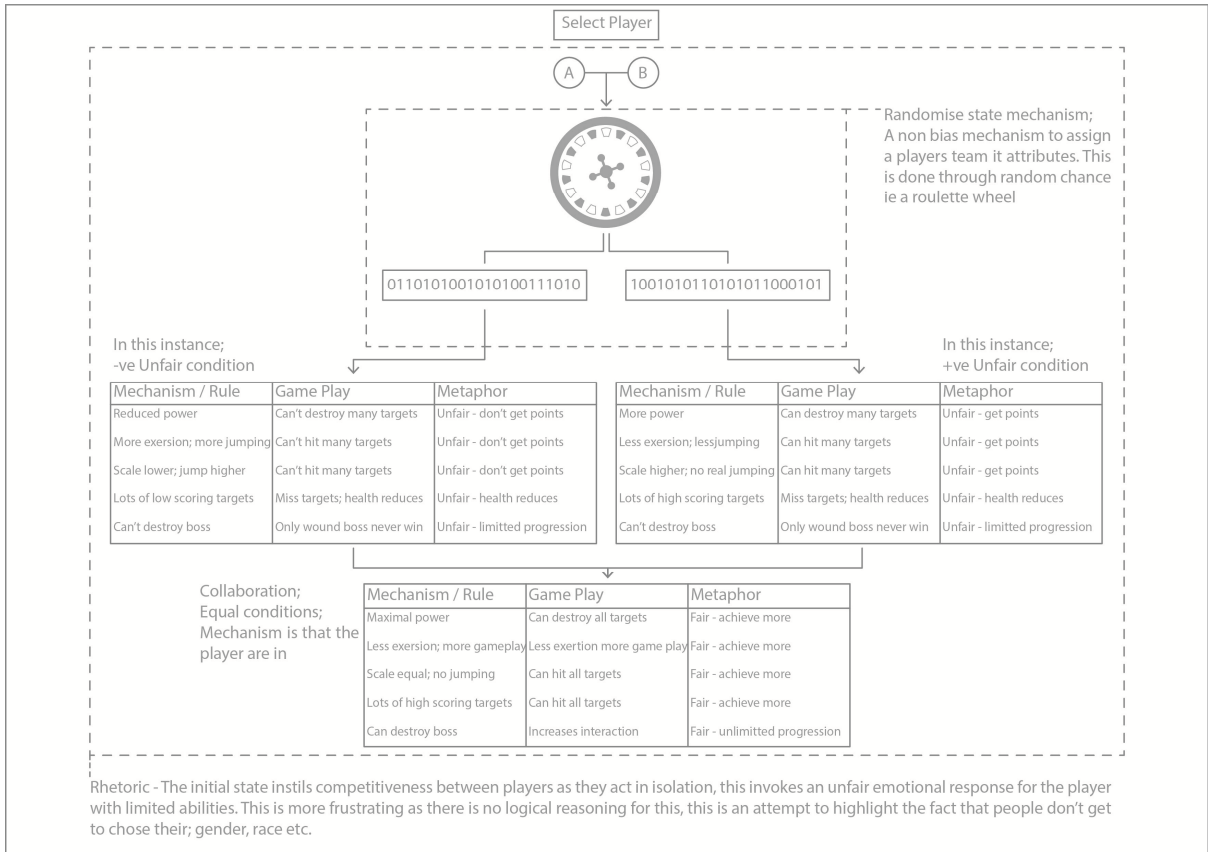 Select Player
A B
Randomise state mechanism;
A non bias mechanism to assign
a players team it attributes. This
is done through random chance
ie a roulette wheel
0110101001010100111010 1001010110101011000101
In this instance;
-ve Unfair condition
In this instance;
+ve Unfair condition
Mechanism / Rule Game Play Metaphor
Reduced power Can't destroy many targets Unfair - don't get points
More exersion; more jumping Can't hit many targets Unfair - don't get points
Scale lower; jump higher Can't hit many targets Unfair - don't get points
Lots of low scoring targets Miss targets; health reduces Unfair - health reduces
Can't destroy boss Only wound boss never win Unfair - limitted progression
Mechanism / Rule Game Play Metaphor
More power Can destroy many targets Unfair - get points
Less exersion; lessjumping Can hit many targets Unfair - get points
Scale higher; no real jumping Can hit many targets Unfair - get points
Lots of high scoring targets Miss targets; health reduces Unfair - health reduces
Can't destroy boss Only wound boss never win Unfair - limitted progression
Collaboration;
Equal conditions;
Mechanism is that the
player are in
Mechanism / Rule Game Play Metaphor
Maximal power Can destroy all targets Fair - achieve more
Less exersion; more gameplay Less exertion more game play Fair - achieve more
Scale equal; no jumping Can hit all targets Fair - achieve more
Lots of high scoring targets Can hit all targets Fair - achieve more
Can destroy boss Increases interaction Fair - unlimitted progression
Rhetoric - The initial state instils competitiveness between players as they act in isolation, this invokes an unfair emotional response for the player
with limited abilities. This is more frustrating as there is no logical reasoning for this, this is an attempt to highlight the fact that people don't get
to chose their; gender, race etc.